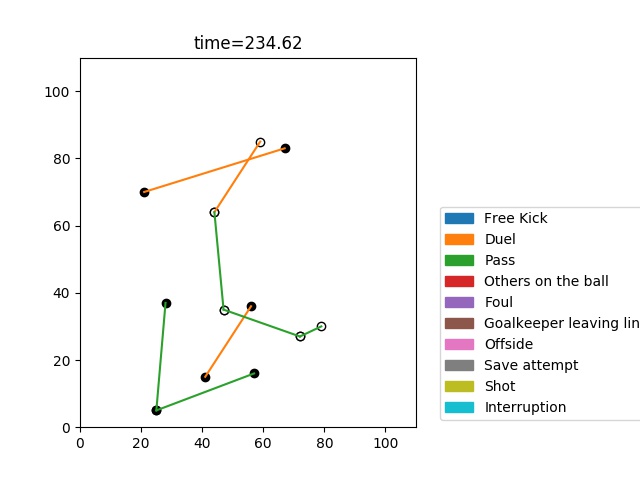 time=234.62
100
80
60
40
20
0
0 20 40 60 80 100
Free Kick
Duel
Pass
Others on the ball
Foul
Goalkeeper leaving lin
Offside
Save attempt
Shot
Interruption